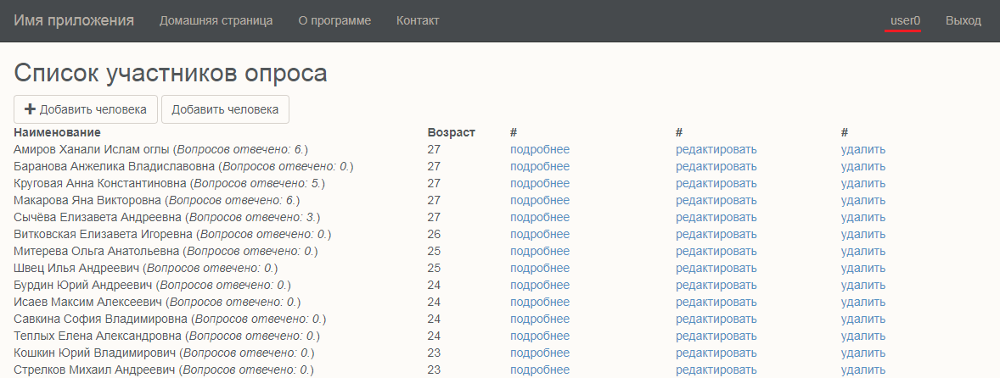 Имя приложения Домашная страница О программе Контакт user0 Выход
Список участников опроса
Добавить человека Добавить человека
Наименование Возраст # # #
Амиров Ханали Ислам оглы (Вопросов отвечено: 6.) 27 подробнее редактировать удалить
Баранова Анжелика Владиславовна (Вопросов отвечено: 0.) 27 подробнее редактировать удалить
Круговая Анна Константиновна (Вопросов отвечено: 5.) 27 подробнее редактировать удалить
Макарова Яна Викторовна (Вопросов отвечено: 6.) 27 подробнее редактировать удалить
Сычёва Елизавета Андреевна (Вопросов отвечено: 3.) 27 подробнее редактировать удалить
Витковская Елизавета Игоревна (Вопросов отвечено: 0.) 26 подробнее редактировать удалить
Митерева Ольга Анатольевна (Вопросов отвечено: 0.) 25 подробнее редактировать удалить
Швец Илья Андреевич (Вопросов отвечено: 0.) 25 подробнее редактировать удалить
Бурдин Юрий Андреевич (Вопросов отвечено: 0.) 24 подробнее редактировать удалить
Исаев Максим Алексеевич (Вопросов отвечено: 0.) 24 подробнее редактировать удалить
Савкина София Владимировна (Вопросов отвечено: 0.) 24 подробнее редактировать удалить
Теплых Елена Александровна (Вопросов отвечено: 0.) 24 подробнее редактировать удалить
Кошкин Юрий Владимирович (Вопросов отвечено: 0.) 23 подробнее редактировать удалить
Стрелков Михаил Андреевич (Вопросов отвечено: 0.) 23 подробнее редактировать удалить